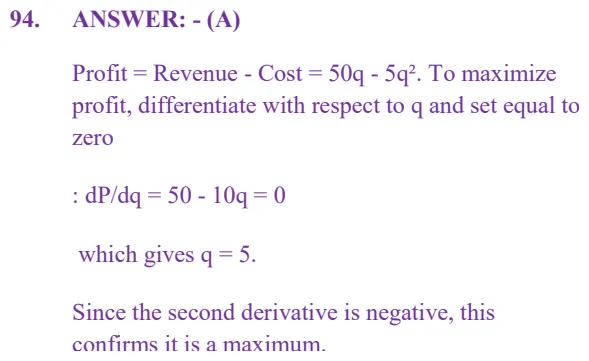 94. ANSWER: - (A)
Profit = Revenue - Cost = 50q - 5q². To maximize
profit, differentiate with respect to q and set equal to
zero
: dP/dq = 50 - 10q = 0
which gives q = 5.
Since the second derivative is negative, this
confirms it is a maximum.